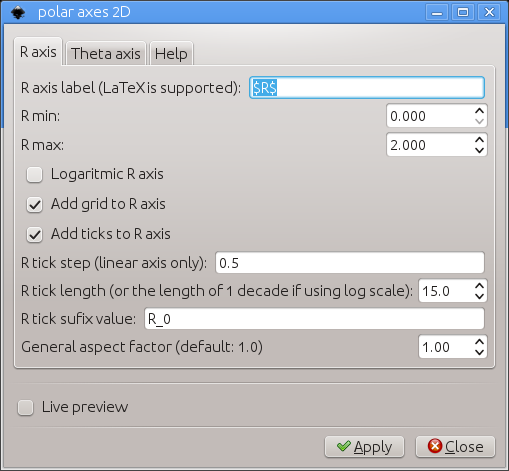 polar axes 2D
R axis Theta axis Help
R axis label (LaTeX is supported): $R$
R min: 0.000
R max: 2.000
Logaritmic R axis
Add grid to R axis
Add ticks to R axis
R tick step (linear axis only): 0.5
R tick length (or the length of 1 decade if using log scale): 15.0
R tick sufix value: R_0
General aspect factor (default: 1.0) 1.00
Live preview
Apply Close